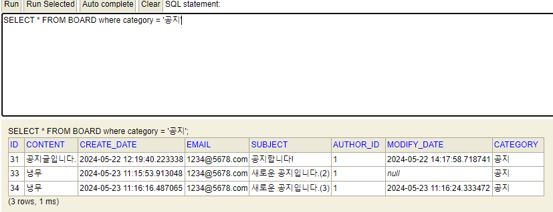 Run Run Selected Auto complete Clear SQL statement:
SELECT * FROM BOARD where category = '공지'
SELECT * FROM BOARD where category = '공지';
ID CONTENT CREATE_DATE EMAIL SUBJECT AUTHOR_ID MODIFY_DATE CATEGORY
31 공지글입니다. 2024-05-22 12:19:40.223338 1234@5678.com 공지합니다! 1 2024-05-22 14:17:58.718741 공지
33 냉무 2024-05-23 11:15:53.913048 1234@5678.com 새로운 공지입니다.(2) 1 null 공지
34 냉무 2024-05-23 11:16:16.487065 1234@5678.com 새로운 공지입니다.(3) 1 2024-05-23 11:16:24.333472 공지
(3 rows, 1 ms)